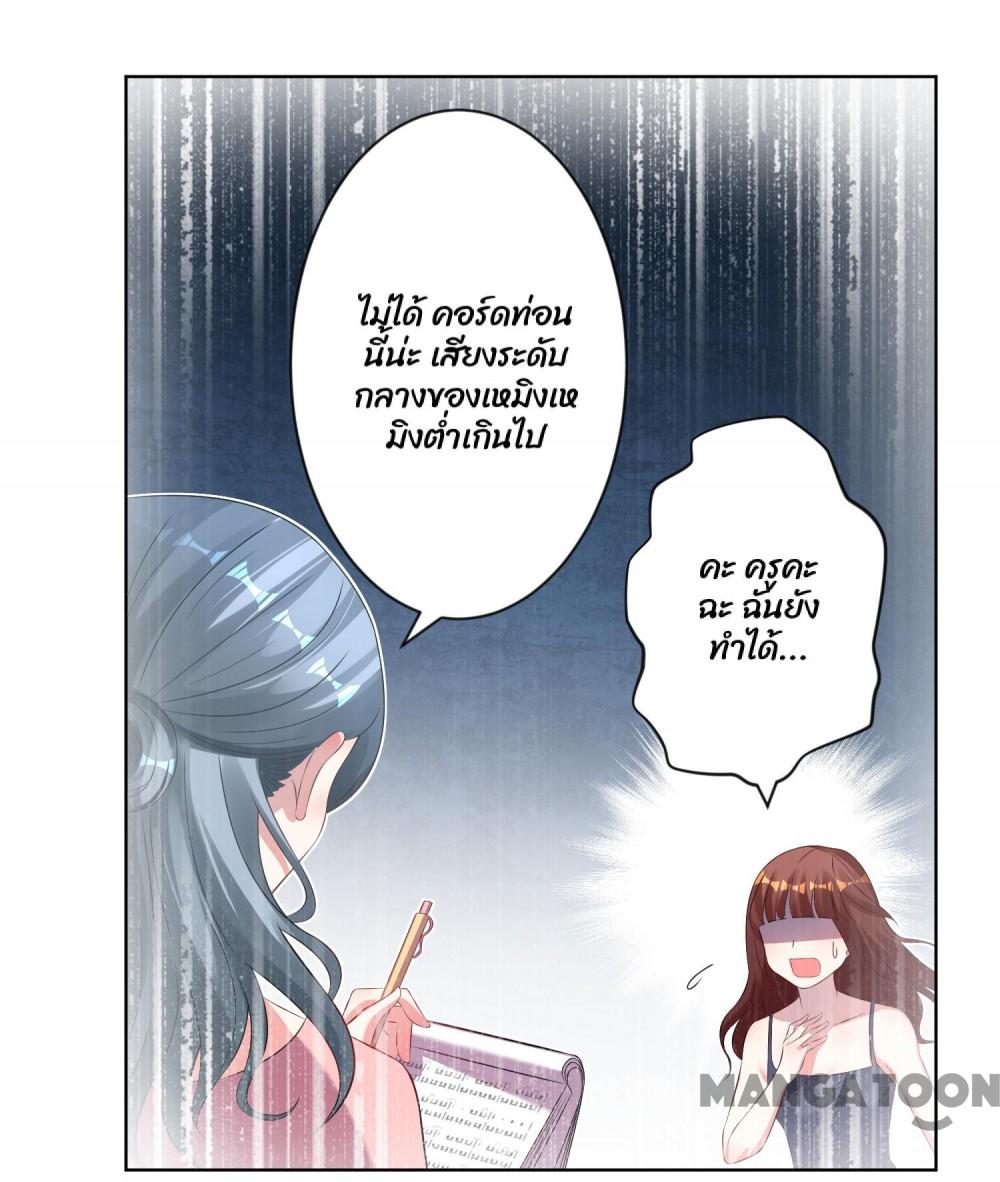 ไม่ได้ คอร์ดท่อน
นี้น่ะ เสียงระดับ
กลางของเหมิงเห
มิงต่ำเกินไป
คะ ครูคะ
ฉะ ฉันยัง
ทำได้...
MANGATOON